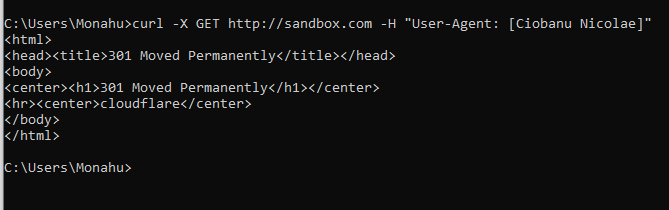 C:\Users\Monahu>curl -X GET http://sandbox.com -H "User-Agent: [Ciobanu Nicolae]"
<html>
<head><title>301 Moved Permanently</title></head>
<body>
<center><h1>301 Moved Permanently</h1></center>
<hr><center>cloudflare</center>
</body>
</html>
C:\Users\Monahu>